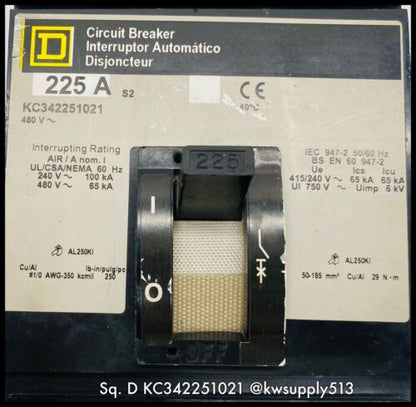 D
Circuit Breaker
Interruptor Automático
Disjoncteur
225 A S2
CE
KC342251021
40°C
480 V ~
Interrupting Rating
AIR / A nom. I
UL/CSA/NEMA 60 Hz
240 V ~ 100 kA
480 V ~ 65 kA
225
IEC 947-2 50/60 Hz
BS EN 60 947-2
Ue Ics Icu
415/240 V ~ 65 kA 65 kA
UI 750 V ~ Uimp 6 kV
I
O
OFF
AL250KI
Cu/Al lb-in/pulg/po
#1/0 AWG-350 kcmil 250
AL250KI
50-185 mm² Cu/Al 29 N·m
Sq. D KC342251021 @kwsupply513